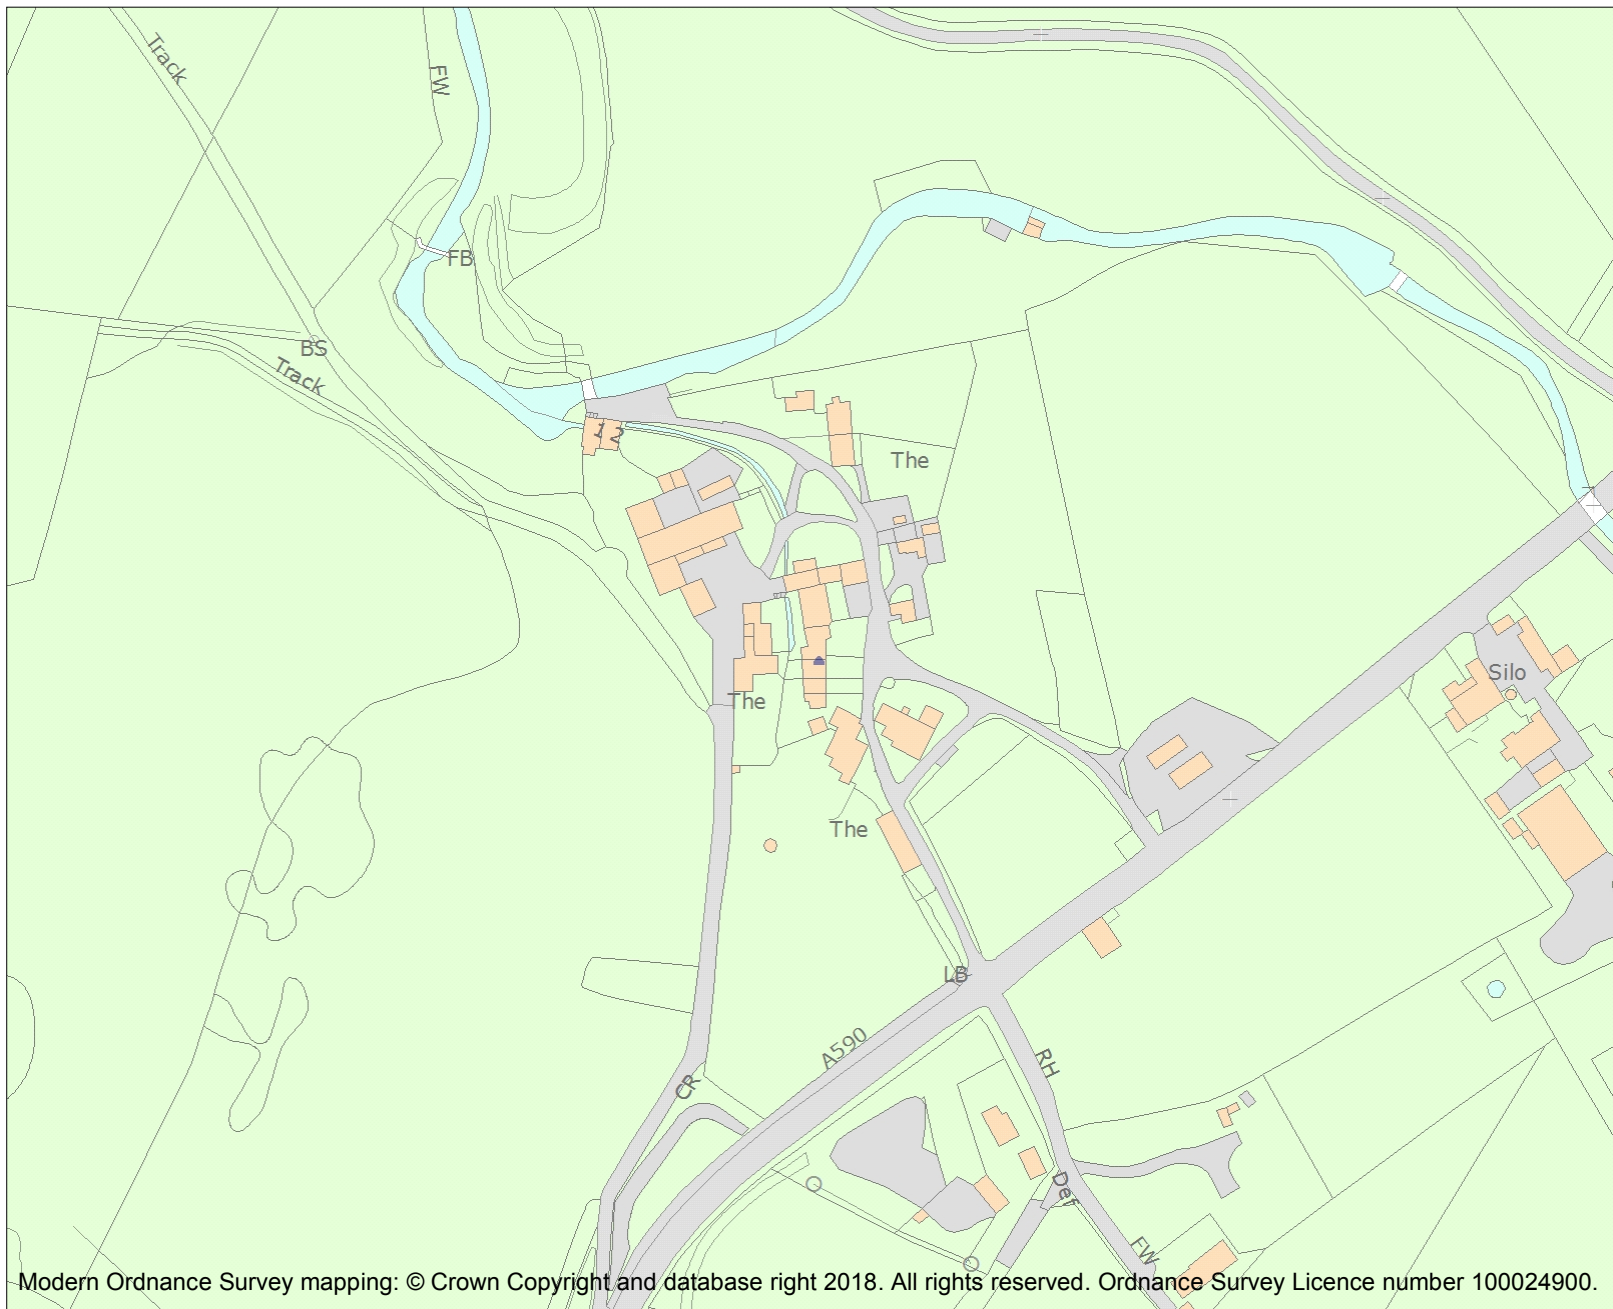 Track
FW
FB
BS
Track
1 2
The
The
Silo
The
LB
A590
RH
CR
Def
FW
Modern Ordnance Survey mapping: © Crown Copyright and database right 2018. All rights reserved. Ordnance Survey Licence number 100024900.